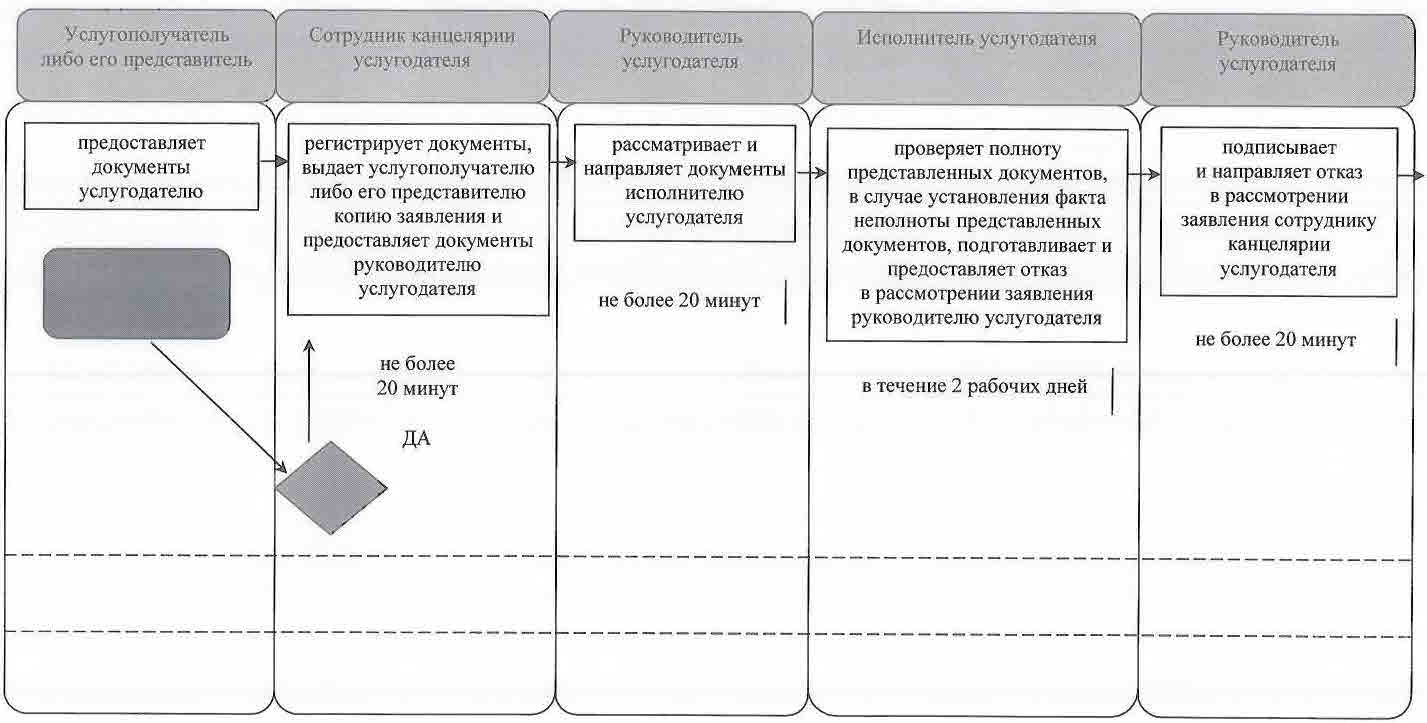 Услугополучатель
либо его представитель
Сотрудник канцелярии
услугодателя
Руководитель
услугодателя
Исполнитель услугодателя
Руководитель
услугодателя
предоставляет
документы
услугодателю
регистрирует документы,
выдает услугополучателю
либо его представителю
копию заявления и
предоставляет документы
руководителю
услугодателя
рассматривает и
направляет документы
исполнителю
услугодателя
проверяет полноту
представленных документов,
в случае установления факта
неполноты представленных
документов, подготавливает и
предоставляет отказ
в рассмотрении заявления
руководителю услугодателя
подписывает
и направляет отказ
в рассмотрении
заявления сотруднику
канцелярии
услугодателя
не более 20 минут
не более 20 минут
не более
20 минут
в течение 2 рабочих дней
ДА